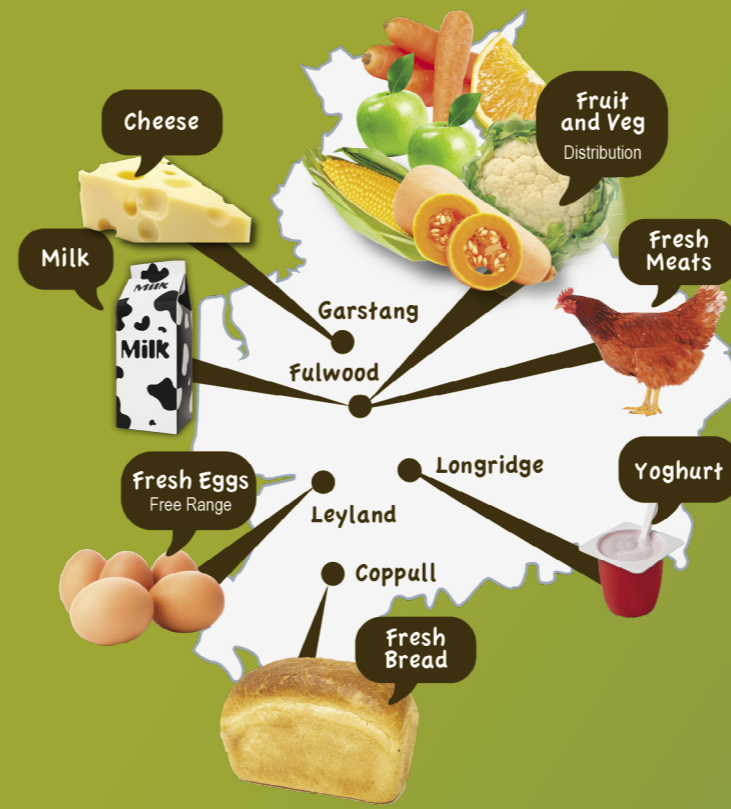 Cheese
Fruit
and Veg
Distribution
Milk
Fresh
Meats
Milk
Milk
Garstang
Fulwood
Fresh Eggs
Free Range
Longridge
Yoghurt
Leyland
Coppull
Fresh
Bread